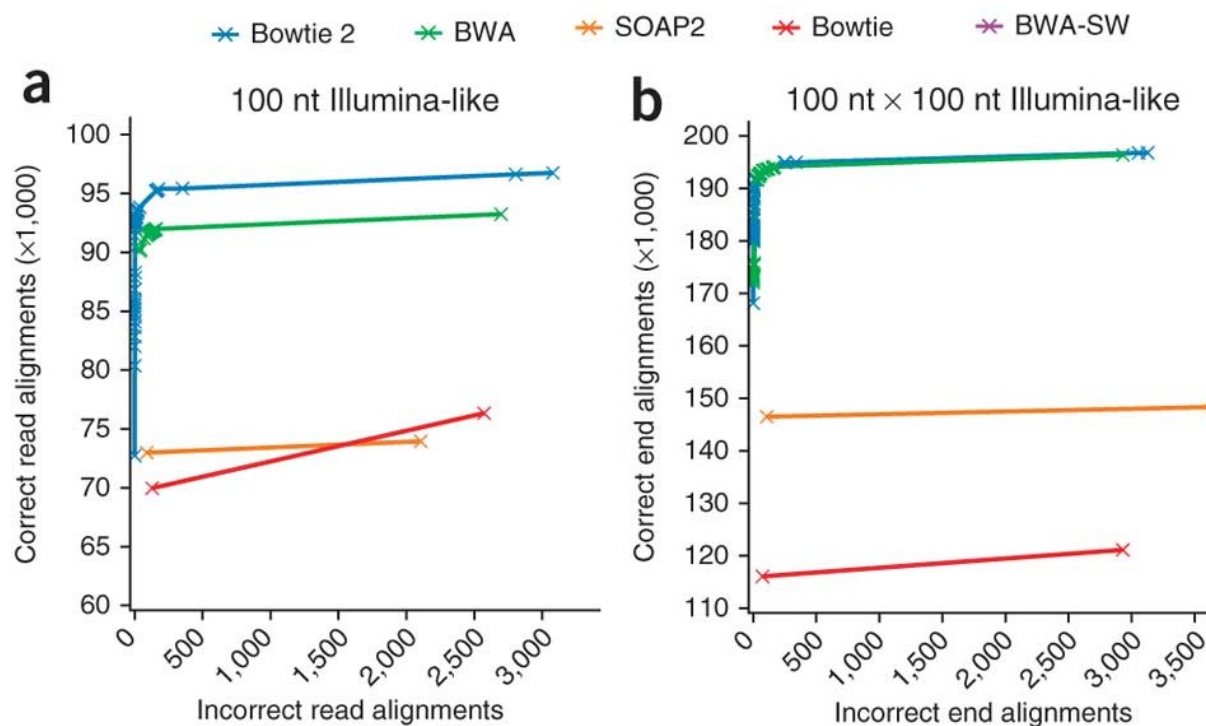 Bowtie 2 BWA SOAP2 Bowtie BWA-SW
a
100 nt Illumina-like
Correct read alignments (×1,000)
100
95
90
85
80
75
70
65
60
0 500 1,000 1,500 2,000 2,500 3,000
Incorrect read alignments
b
100 nt × 100 nt Illumina-like
Correct end alignments (×1,000)
200
190
180
170
160
150
140
130
120
110
0 500 1,000 1,500 2,000 2,500 3,000 3,500
Incorrect end alignments